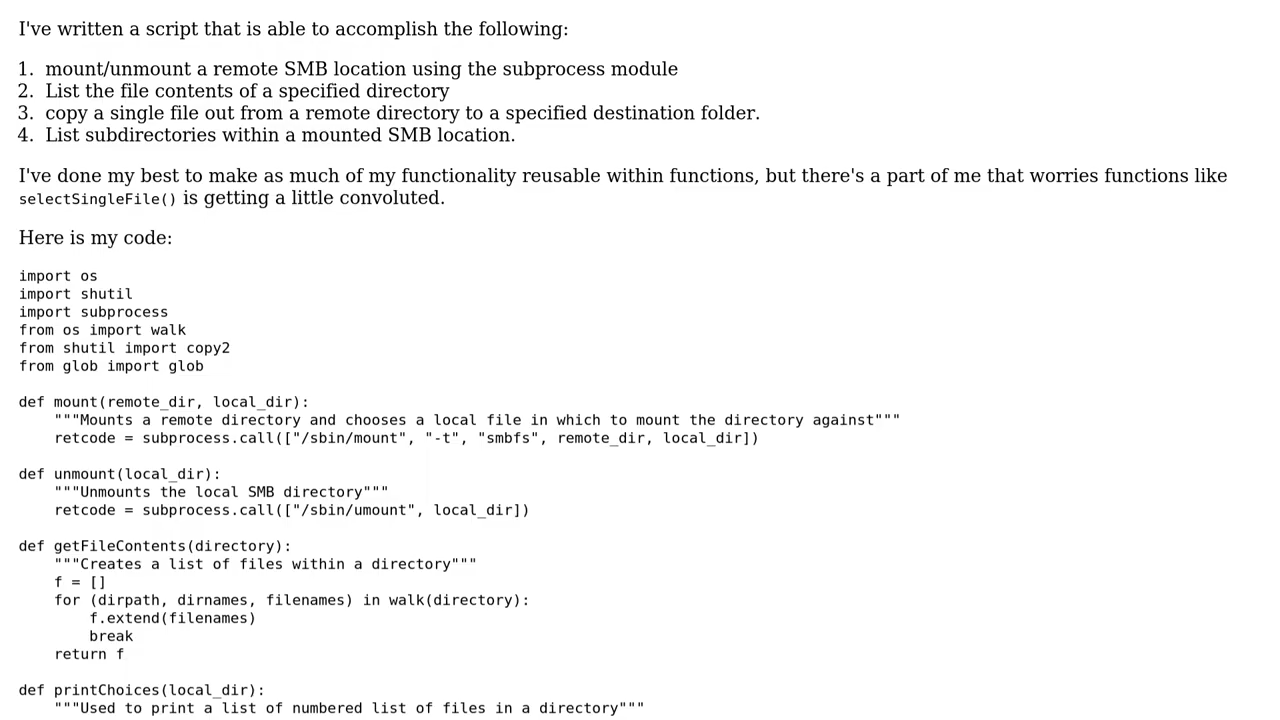 I've written a script that is able to accomplish the following:
1. mount/unmount a remote SMB location using the subprocess module
2. List the file contents of a specified directory
3. copy a single file out from a remote directory to a specified destination folder.
4. List subdirectories within a mounted SMB location.
I've done my best to make as much of my functionality reusable within functions, but there's a part of me that worries functions like
selectSingleFile() is getting a little convoluted.
Here is my code:
import os
import shutil
import subprocess
from os import walk
from shutil import copy2
from glob import glob
def mount(remote_dir, local_dir):
    """Mounts a remote directory and chooses a local file in which to mount the directory against"""
    retcode = subprocess.call(["/sbin/mount", "-t", "smbfs", remote_dir, local_dir])
def unmount(local_dir):
    """Unmounts the local SMB directory"""
    retcode = subprocess.call(["/sbin/umount", local_dir])
def getFileContents(directory):
    """Creates a list of files within a directory"""
    f = []
    for (dirpath, dirnames, filenames) in walk(directory):
        f.extend(filenames)
        break
    return f
def printChoices(local_dir):
    """Used to print a list of numbered list of files in a directory"""